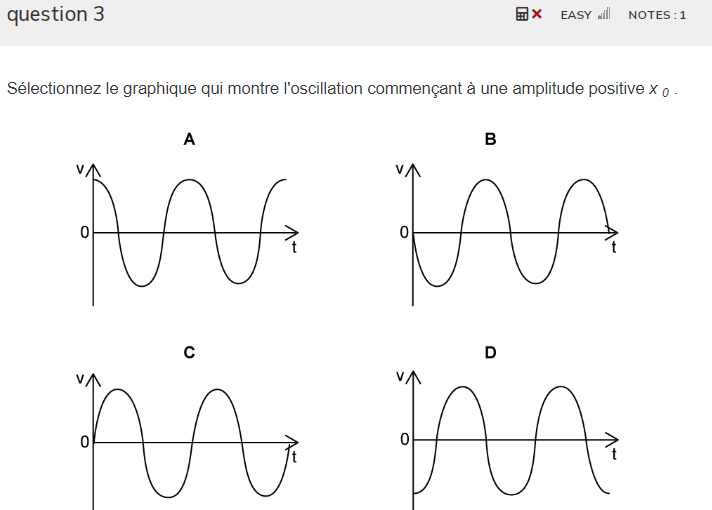 question 3
EASY NOTES : 1
Sélectionnez le graphique qui montre l'oscillation commençant à une amplitude positive x 0 .
A B
v v
0 0
t t
C D
v v
0 0
t t